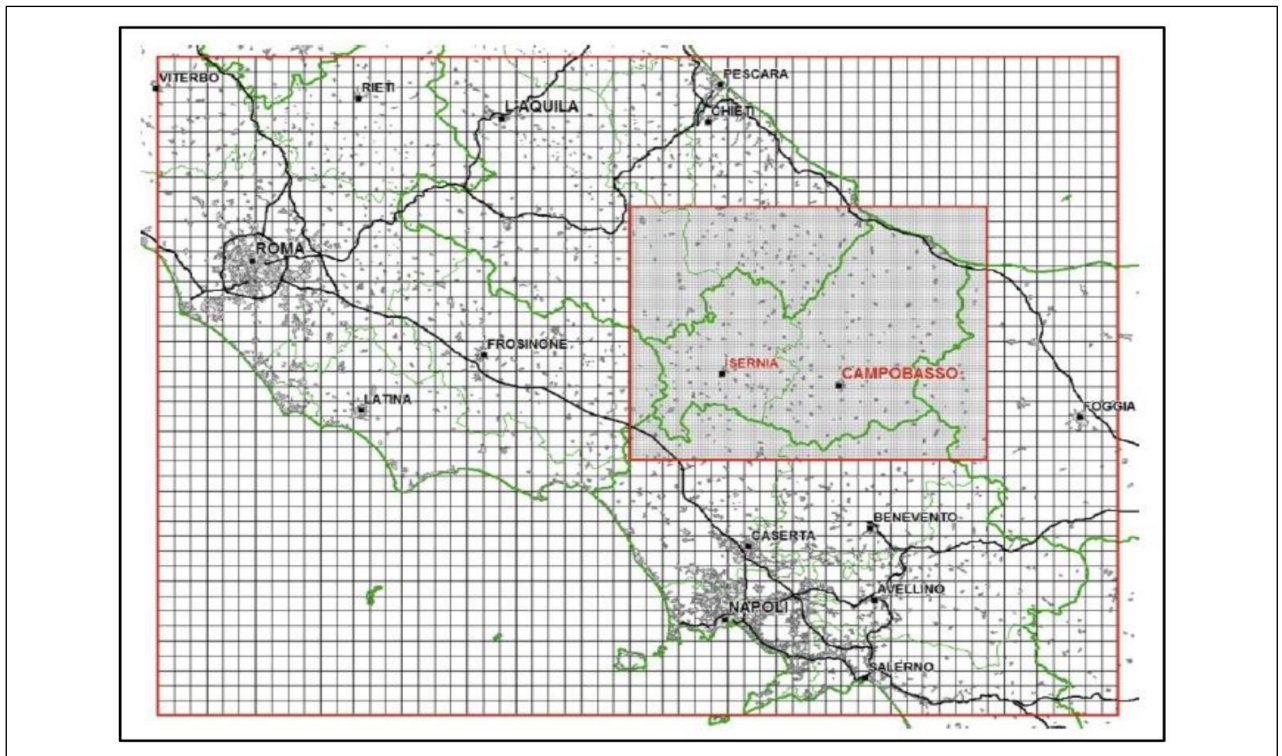 VITERBO
RIETI
L'AQUILA
PESCARA
CHIETI
ROMA
FROSINONE
LATINA
ISERNIA
CAMPOBASSO
FOGGIA
CASERTA
BENEVENTO
NAPOLI
AVELLINO
SALERNO